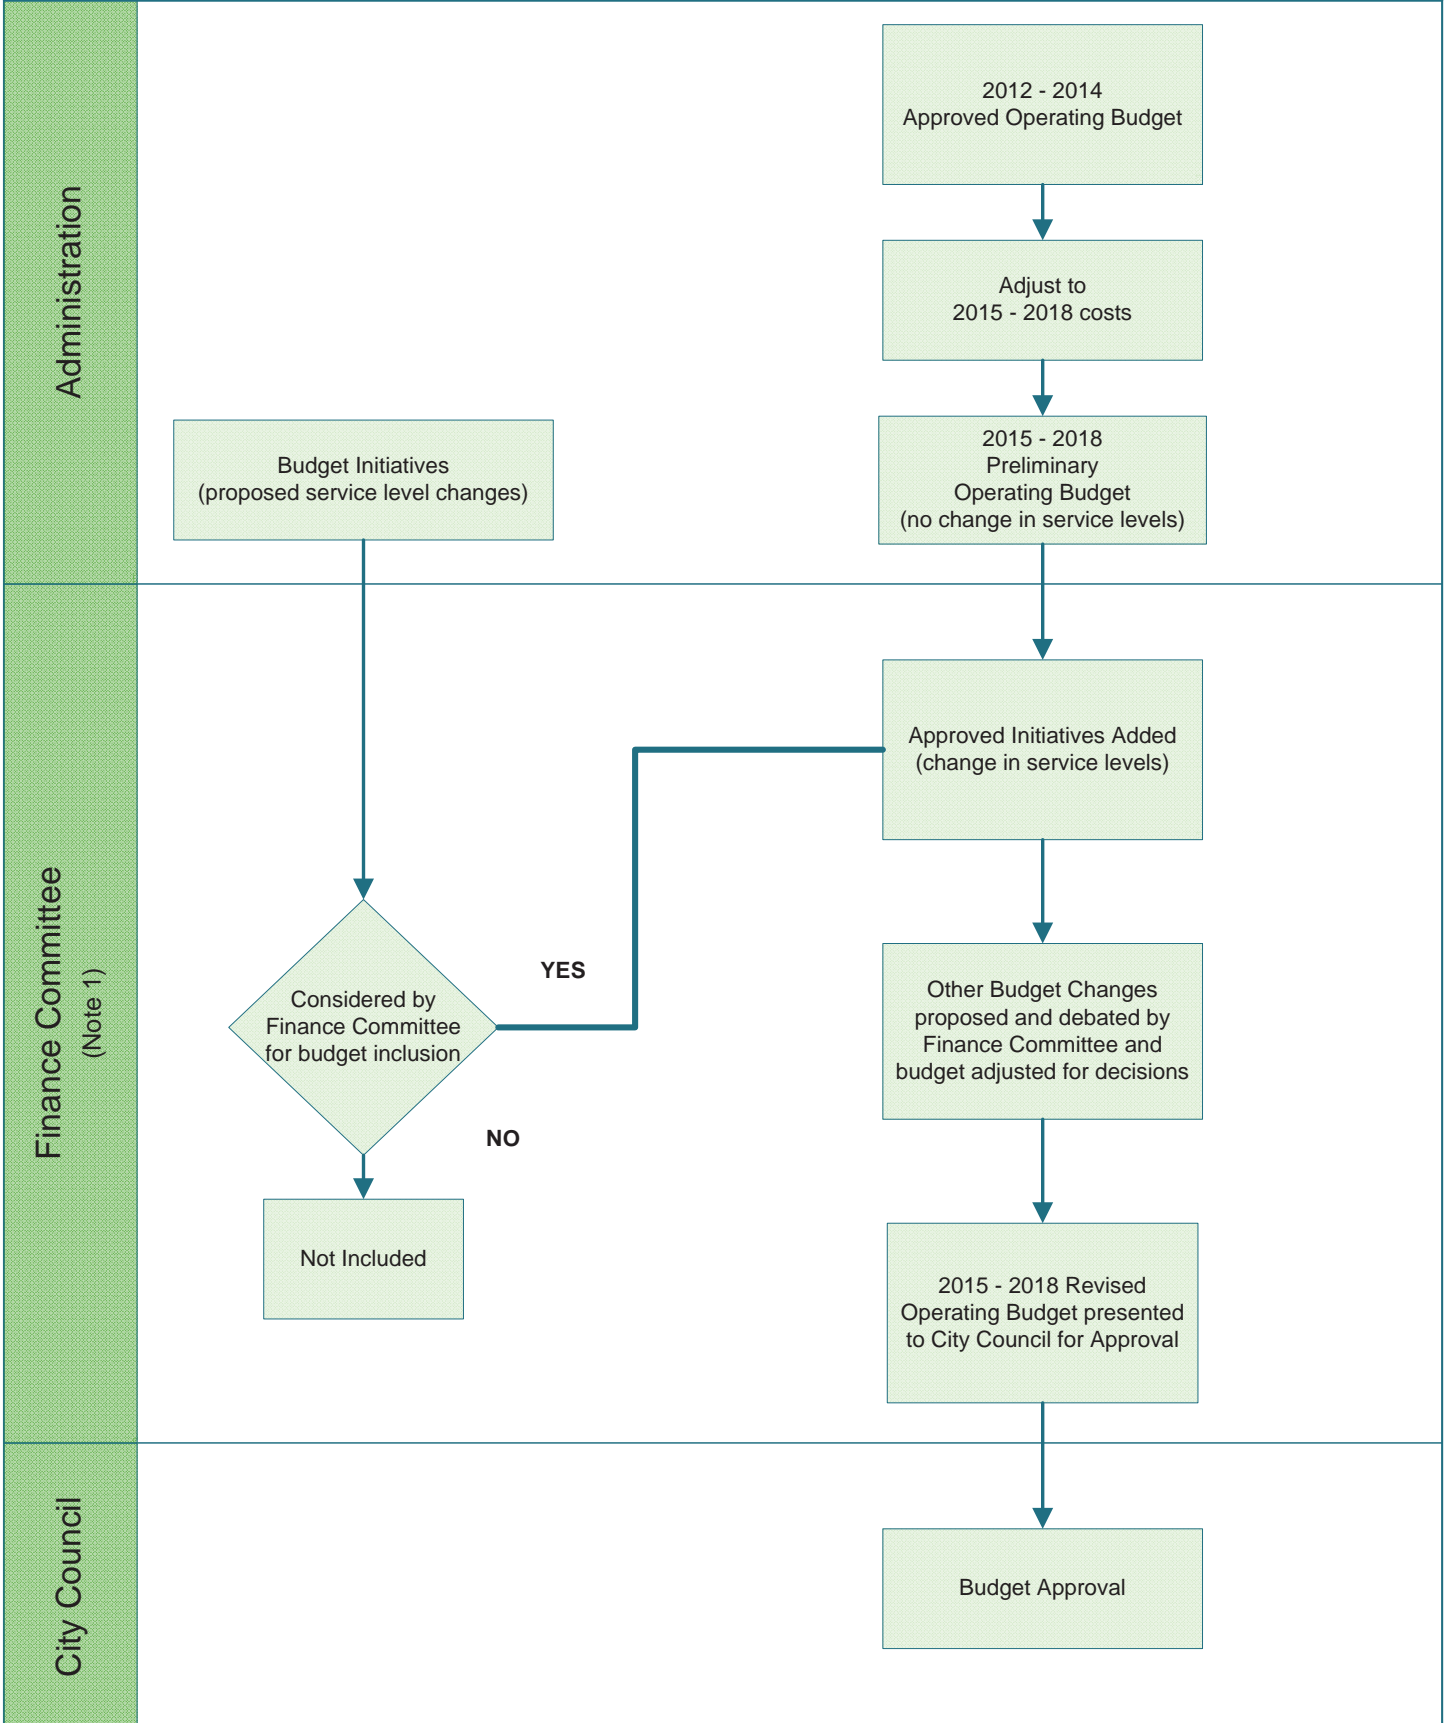 Administration
2012 - 2014
Approved Operating Budget
Adjust to
2015 - 2018 costs
Budget Initiatives
(proposed service level changes)
2015 - 2018
Preliminary
Operating Budget
(no change in service levels)
Finance Committee
(Note 1)
Approved Initiatives Added
(change in service levels)
Considered by
Finance Committee
for budget inclusion
YES
NO
Other Budget Changes
proposed and debated by
Finance Committee and
budget adjusted for decisions
Not Included
2015 - 2018 Revised
Operating Budget presented
to City Council for Approval
City Council
Budget Approval